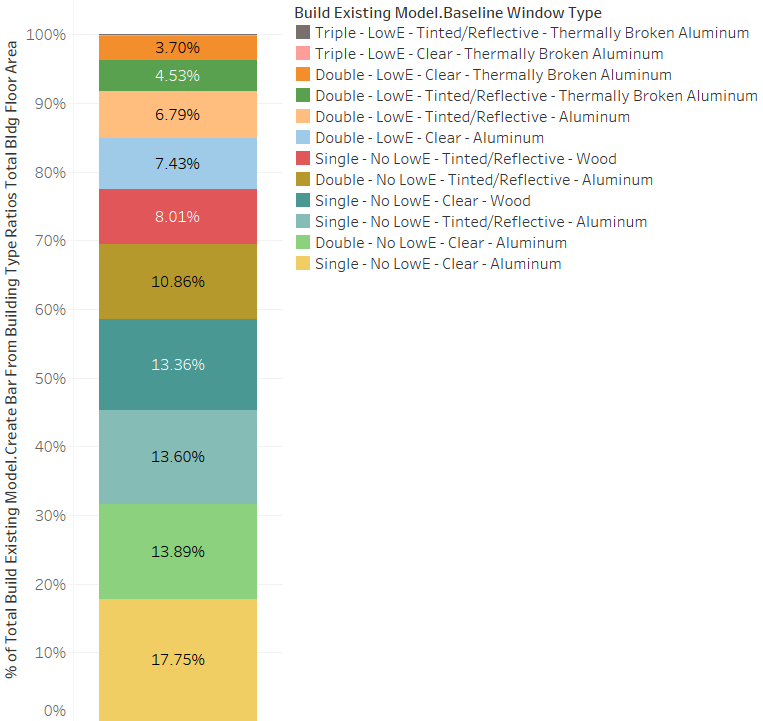 Build Existing Model.Baseline Window Type
Triple - LowE - Tinted/Reflective - Thermally Broken Aluminum
Triple - LowE - Clear - Thermally Broken Aluminum
Double - LowE - Clear - Thermally Broken Aluminum
Double - LowE - Tinted/Reflective - Thermally Broken Aluminum
Double - LowE - Tinted/Reflective - Aluminum
Double - LowE - Clear - Aluminum
Single - No LowE - Tinted/Reflective - Wood
Double - No LowE - Tinted/Reflective - Aluminum
Single - No LowE - Clear - Wood
Single - No LowE - Tinted/Reflective - Aluminum
Double - No LowE - Clear - Aluminum
Single - No LowE - Clear - Aluminum
% of Total Build Existing Model.Create Bar From Building Type Ratios Total Bldg Floor Area
100%
90%
80%
70%
60%
50%
40%
30%
20%
10%
0%
3.70%
4.53%
6.79%
7.43%
8.01%
10.86%
13.36%
13.60%
13.89%
17.75%